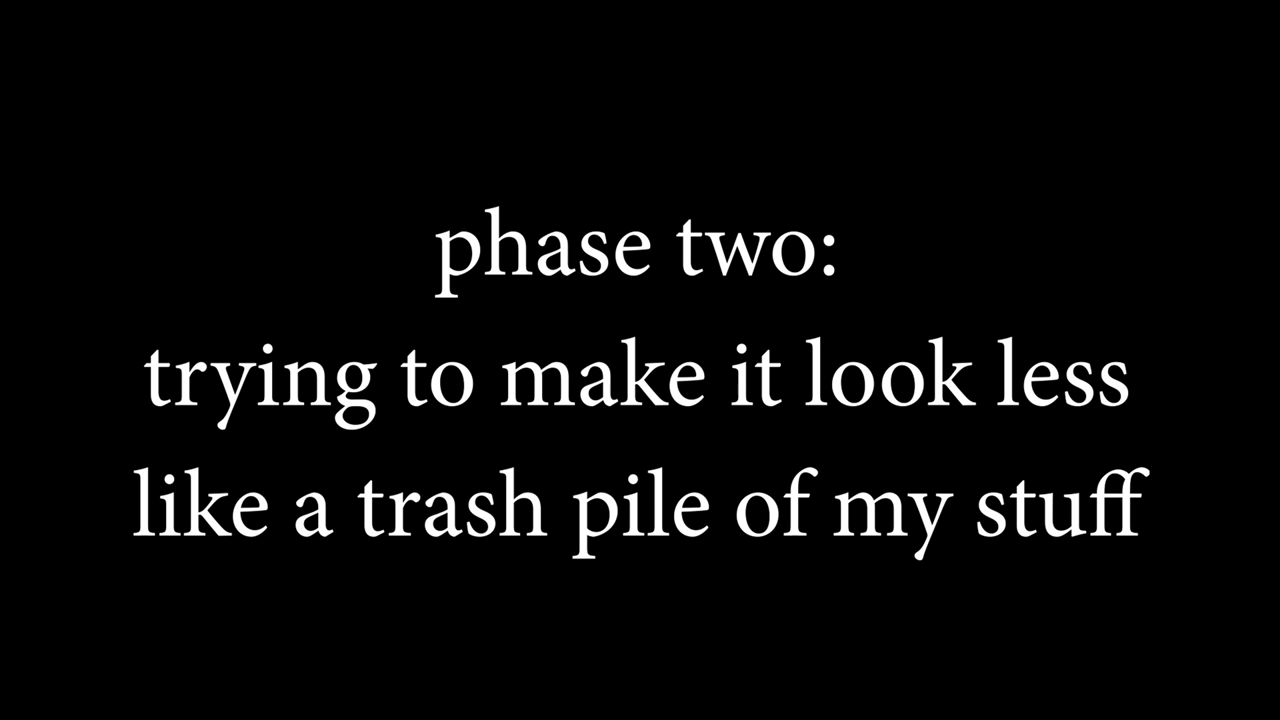 phase two:
trying to make it look less
like a trash pile of my stuff